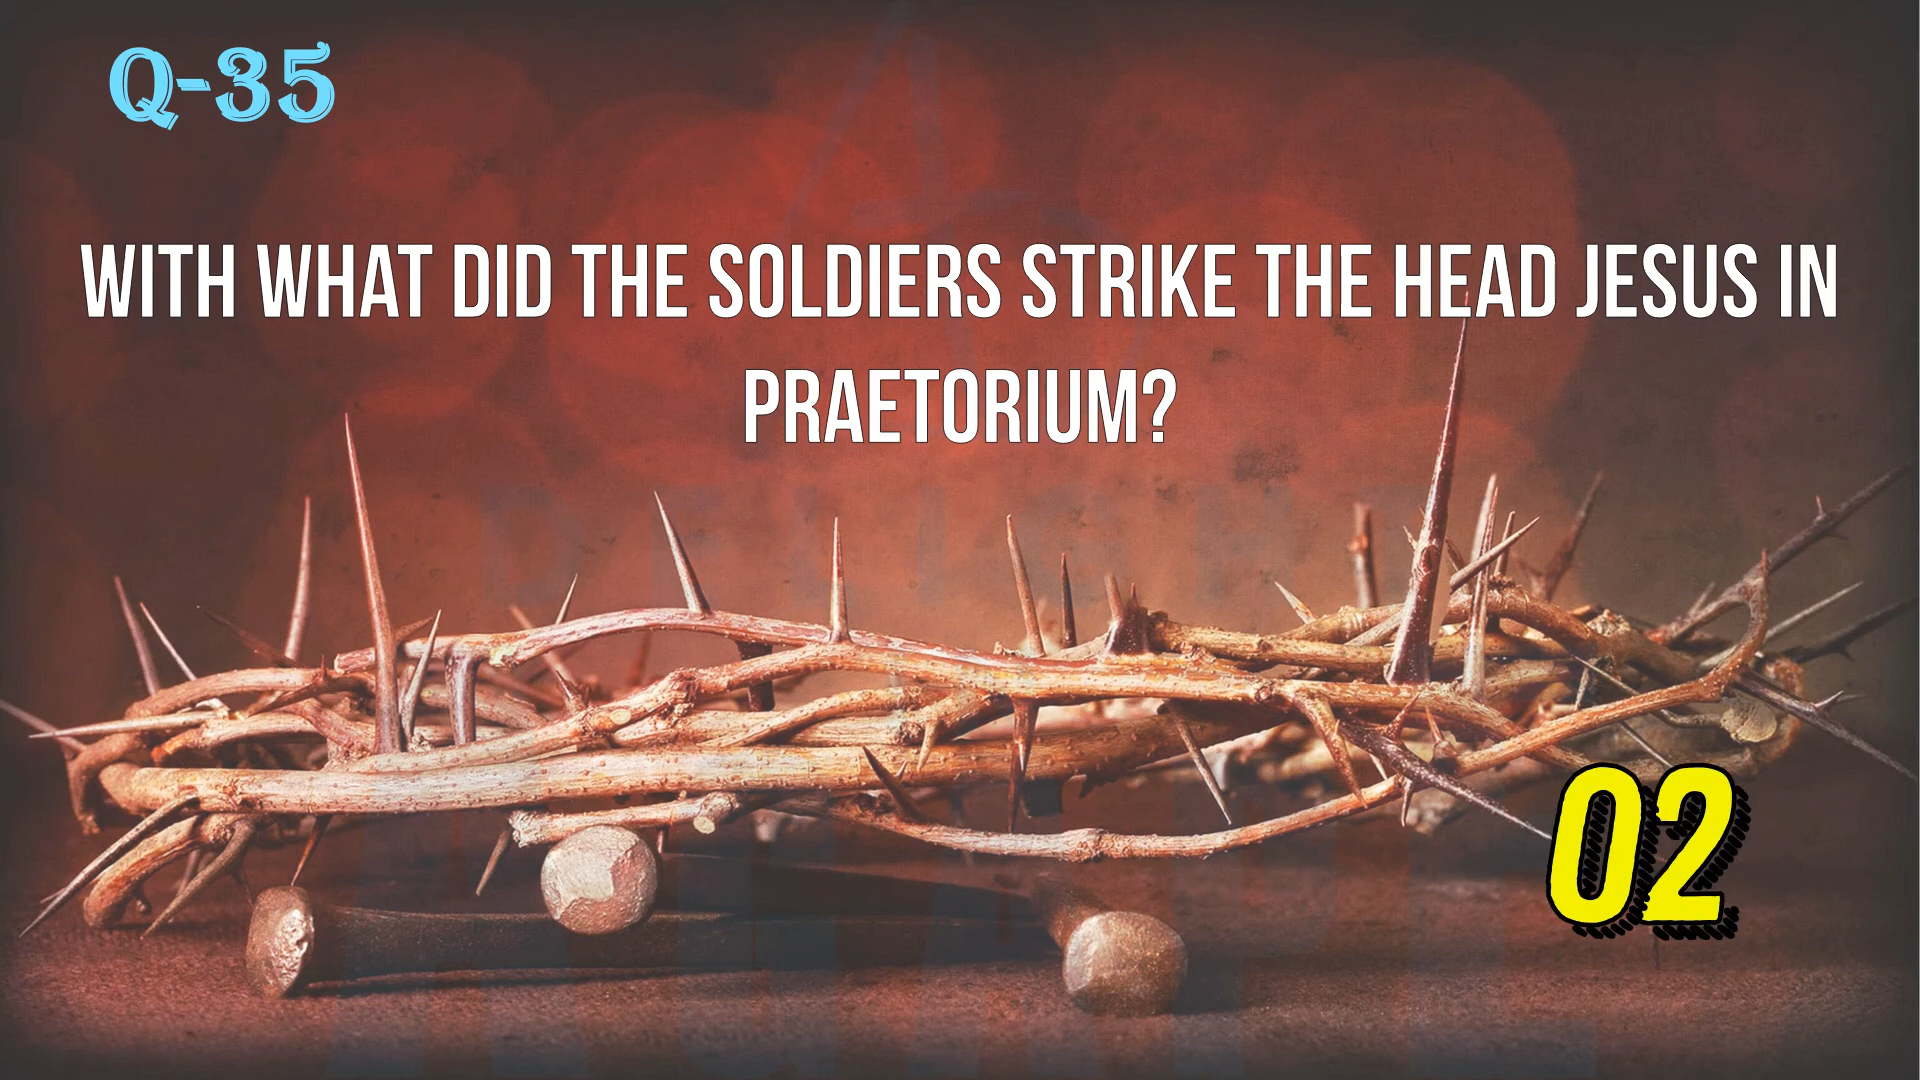 Q-35
WITH WHAT DID THE SOLDIERS STRIKE THE HEAD JESUS IN
PRAETORIUM?
02